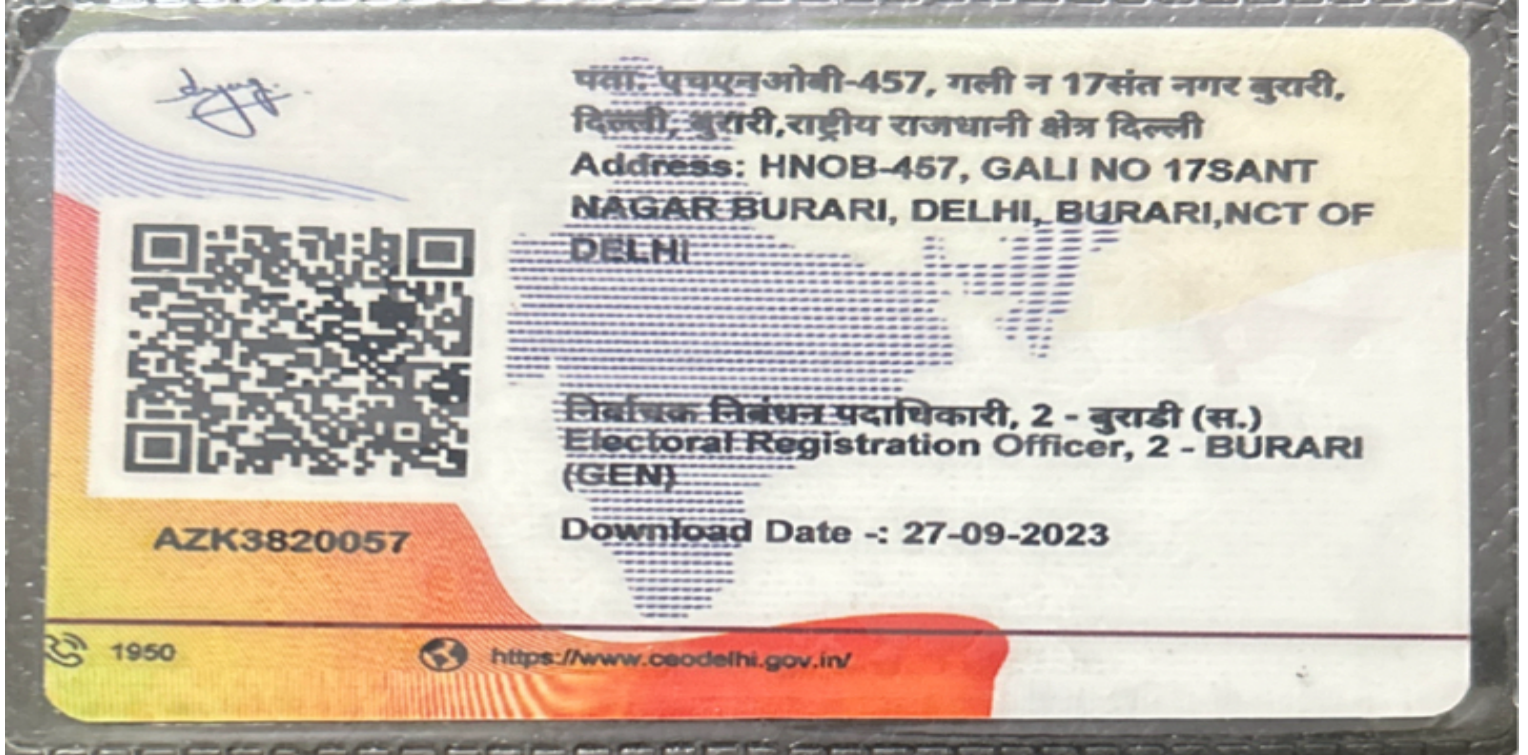 पता: एचएनओबी-457, गली न 17संत नगर बुरारी,
दिल्ली, बुरारी,राष्ट्रीय राजधानी क्षेत्र दिल्ली
Address: HNOB-457, GALI NO 17SANT
NAGAR BURARI, DELHI, BURARI,NCT OF
DELHI
निर्वाचक निबंधन पदाधिकारी, 2 - बुराडी (स.)
Electoral Registration Officer, 2 - BURARI
(GEN)
AZK3820057
Download Date -: 27-09-2023
1950
https://www.ceodelhi.gov.in/